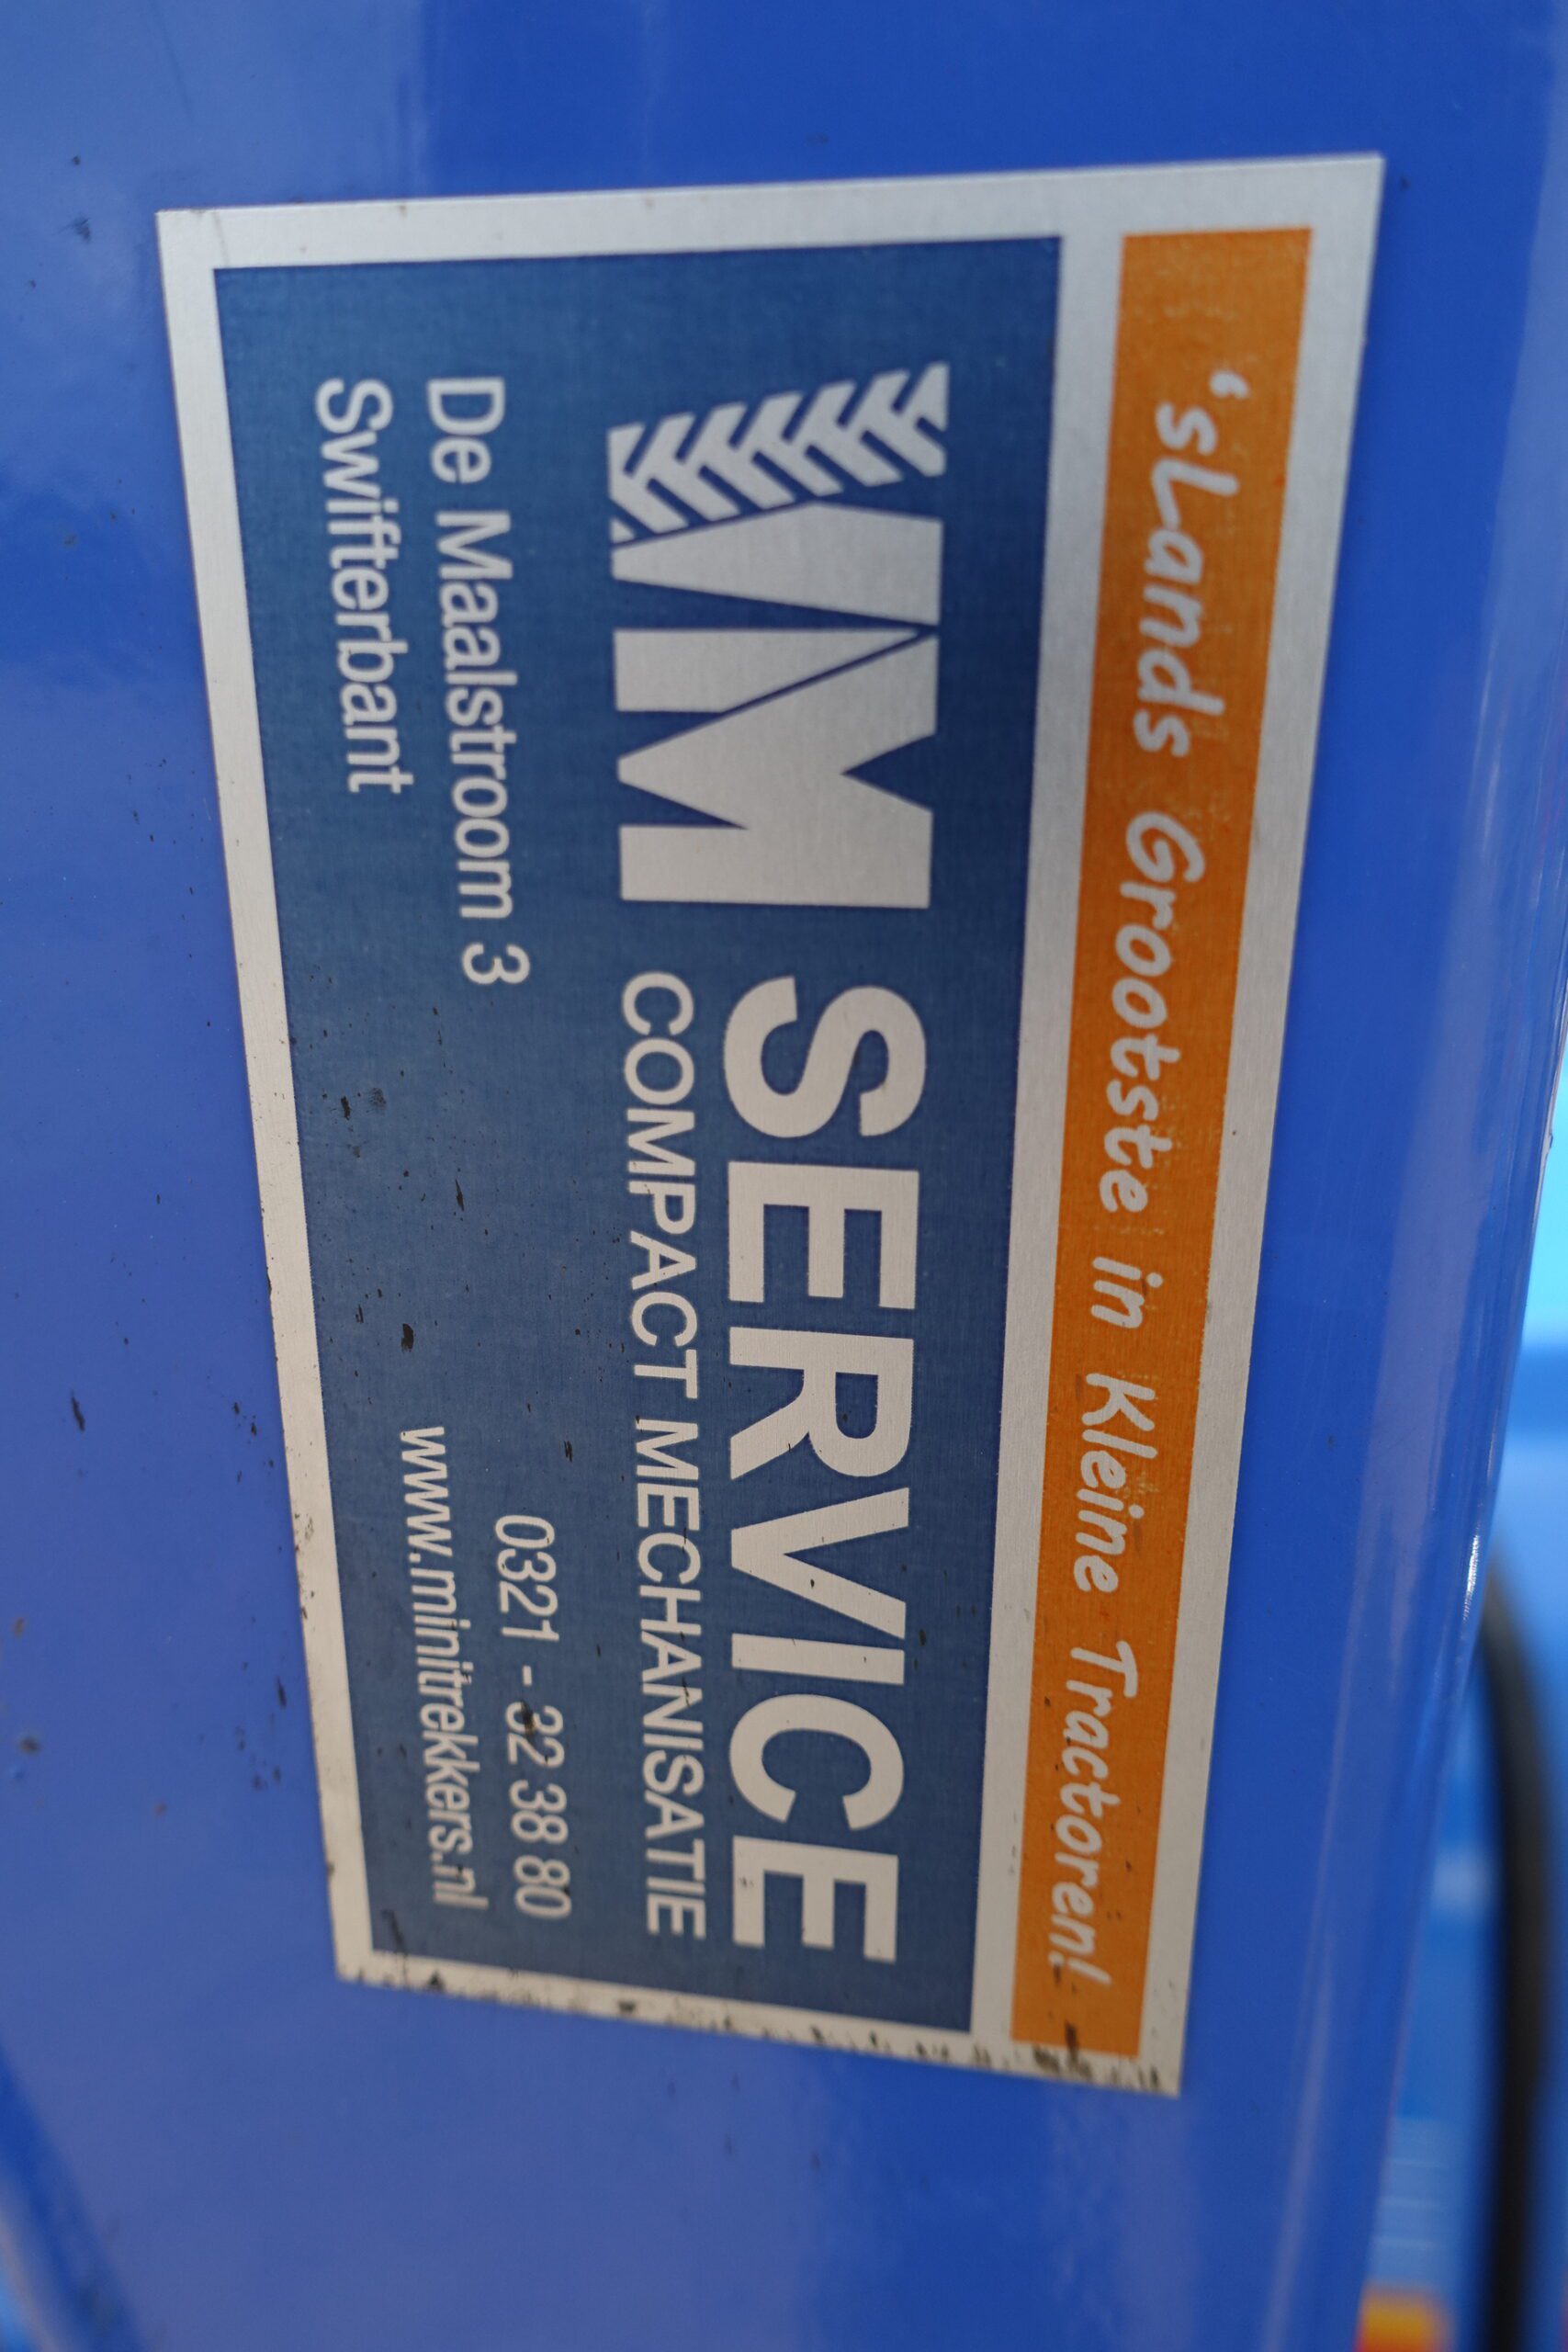 'sLands Grootste in Kleine Tractoren!
VM SERVICE
COMPACT MECHANISATIE
De Maalstroom 3
0321 - 32 38 80
Swifterbant
www.minitrekkers.nl